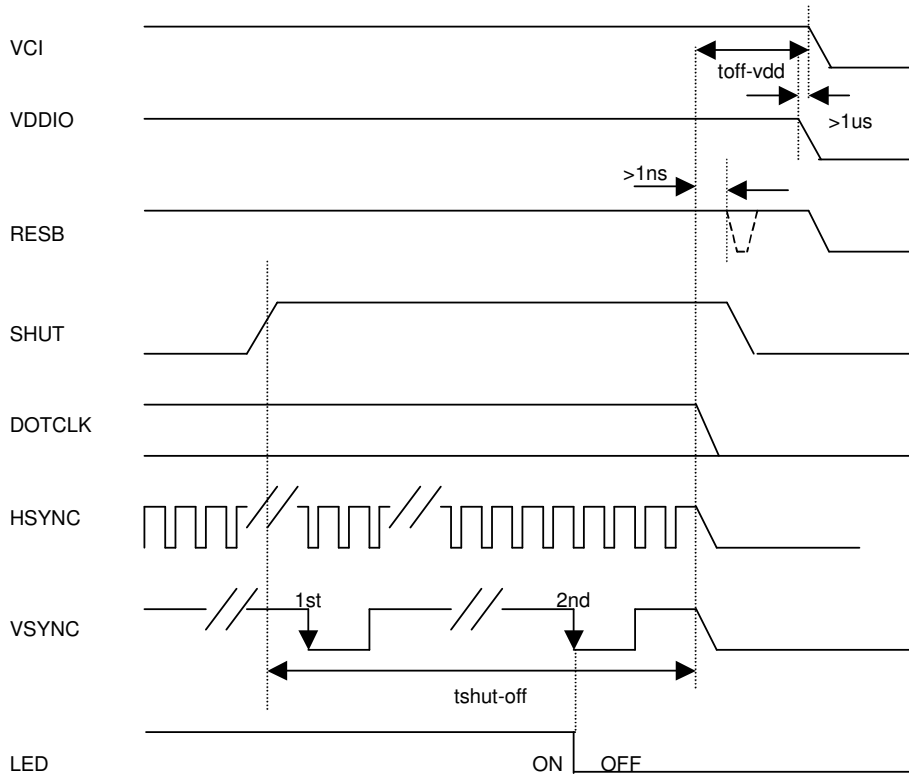 VCI
toff-vdd
VDDIO
>1us
>1ns
RESB
SHUT
DOTCLK
HSYNC
1st
2nd
VSYNC
tshut-off
LED
ON OFF